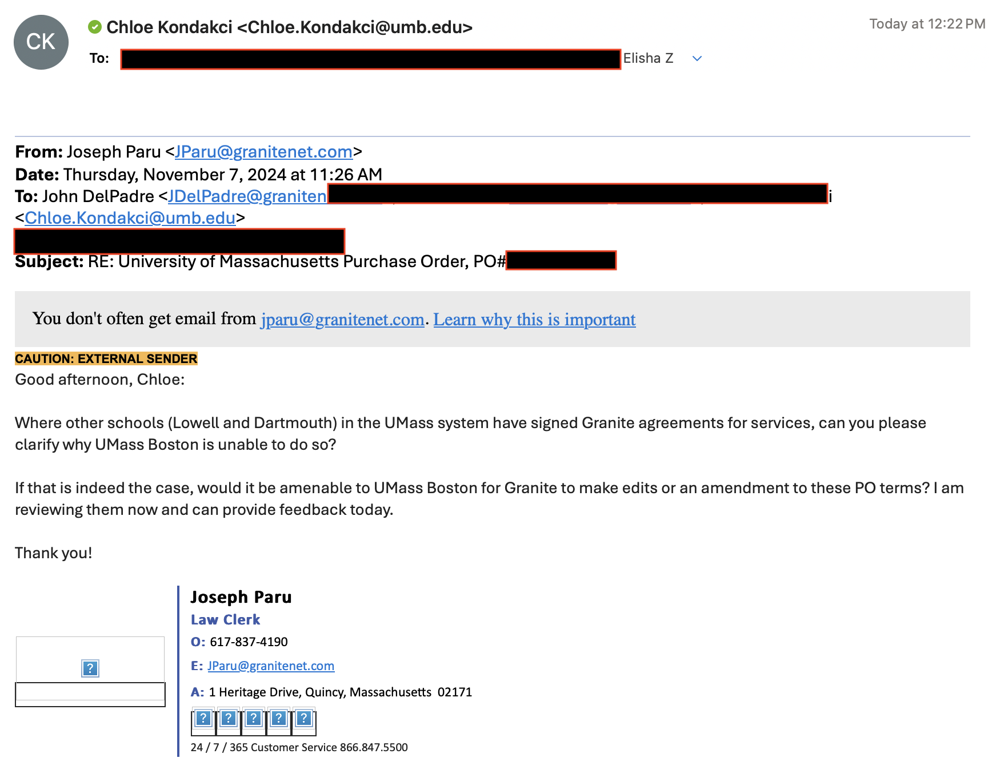 CK
Chloe Kondakci <Chloe.Kondakci@umb.edu>
Today at 12:22 PM
To: Elisha Z
From: Joseph Paru <JParu@granitenet.com>
Date: Thursday, November 7, 2024 at 11:26 AM
To: John DelPadre <JDelPadre@graniten i
<Chloe.Kondakci@umb.edu>
Subject: RE: University of Massachusetts Purchase Order, PO#
You don't often get email from jparu@granitenet.com. Learn why this is important
CAUTION: EXTERNAL SENDER
Good afternoon, Chloe:
Where other schools (Lowell and Dartmouth) in the UMass system have signed Granite agreements for services, can you please
clarify why UMass Boston is unable to do so?
If that is indeed the case, would it be amenable to UMass Boston for Granite to make edits or an amendment to these PO terms? I am
reviewing them now and can provide feedback today.
Thank you!
Joseph Paru
Law Clerk
O: 617-837-4190
E: JParu@granitenet.com
A: 1 Heritage Drive, Quincy, Massachusetts 02171
? ? ? ? ? ?
24 / 7 / 365 Customer Service 866.847.5500